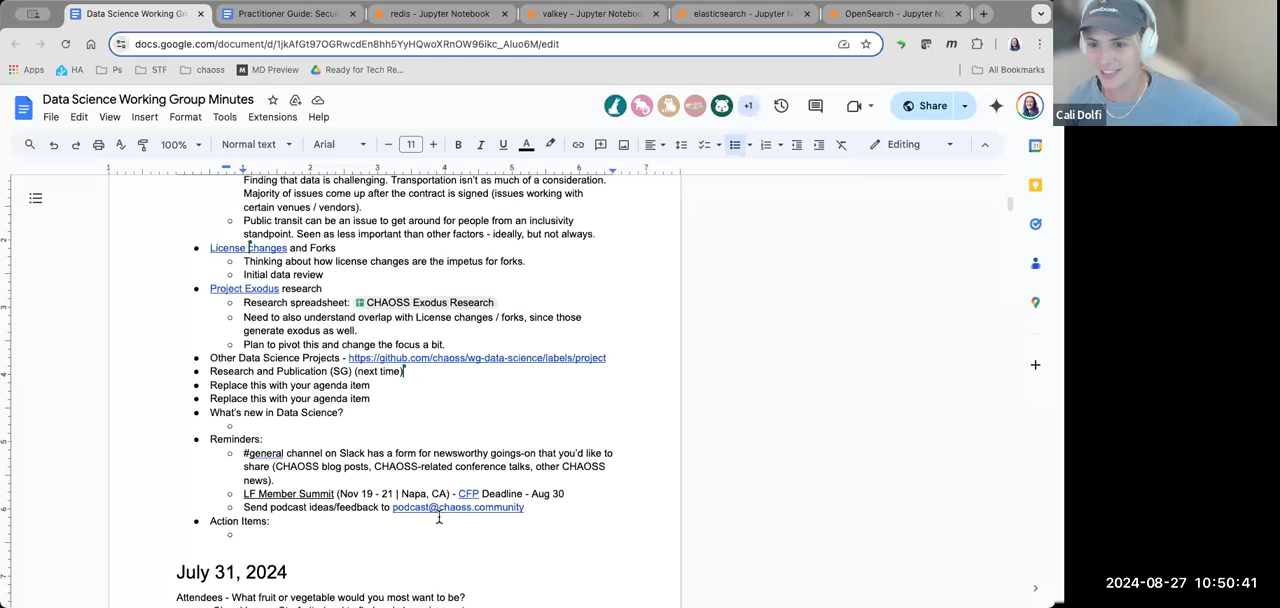 Data Science Working Gr
Practitioner Guide: Secur
redis - Jupyter Notebook
valkey - Jupyter Noteboo
elasticsearch - Jupyter N
OpenSearch - Jupyter No
docs.google.com/document/d/1jkAfGt97OGRwcdEn8hh5YyHQwoXRnOW96ikc_Aluo6M/edit
Apps
HA
Ps
STF
chaoss
MD Preview
Ready for Tech Re...
All Bookmarks
Cali Dolfi
Data Science Working Group Minutes
File Edit View Insert Format Tools Extensions Help
+1
Share
100%
Normal text
Arial
11
Editing
Finding that data is challenging. Transportation isn't as much of a consideration.
Majority of issues come up after the contract is signed (issues working with
certain venues / vendors).
Public transit can be an issue to get around for people from an inclusivity
standpoint. Seen as less important than other factors - ideally, but not always.
License changes and Forks
Thinking about how license changes are the impetus for forks.
Initial data review
Project Exodus research
Research spreadsheet: CHAOSS Exodus Research
Need to also understand overlap with License changes / forks, since those
generate exodus as well.
Plan to pivot this and change the focus a bit.
Other Data Science Projects - https://github.com/chaoss/wg-data-science/labels/project
Research and Publication (SG) (next time)
Replace this with your agenda item
Replace this with your agenda item
What's new in Data Science?
Reminders:
#general channel on Slack has a form for newsworthy goings-on that you'd like to
share (CHAOSS blog posts, CHAOSS-related conference talks, other CHAOSS
news).
LF Member Summit (Nov 19 - 21 | Napa, CA) - CFP Deadline - Aug 30
Send podcast ideas/feedback to podcast@chaoss.community
Action Items:
July 31, 2024
Attendees - What fruit or vegetable would you most want to be?
2024-08-27 10:50:41